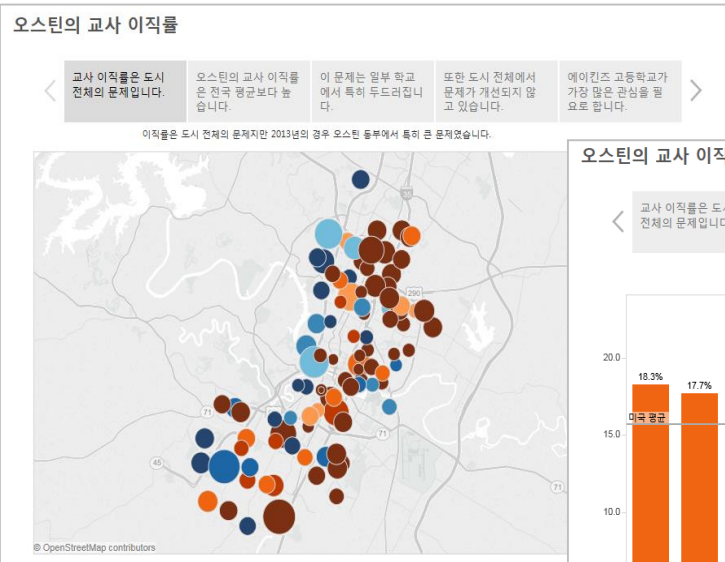 오스틴의 교사 이직률
교사 이직률은 도시
전체의 문제입니다.
오스틴의 교사 이직률
은 전국 평균보다 높
습니다.
이 문제는 일부 학교
에서 특히 두드러집니
다.
또한 도시 전체에서
문제가 개선되지 않
고 있습니다.
에이킨즈 고등학교가
가장 많은 관심을 필
요로 합니다.
이직률은 도시 전체의 문제지만 2013년의 경우 오스틴 동부에서 특히 큰 문제였습니다.
35
290
71
71
45
71
© OpenStreetMap contributors
오스틴의 교사 이직
교사 이직률은 도시
전체의 문제입니다
20.0
18.3%
17.7%
미국 평균
15.0
10.0